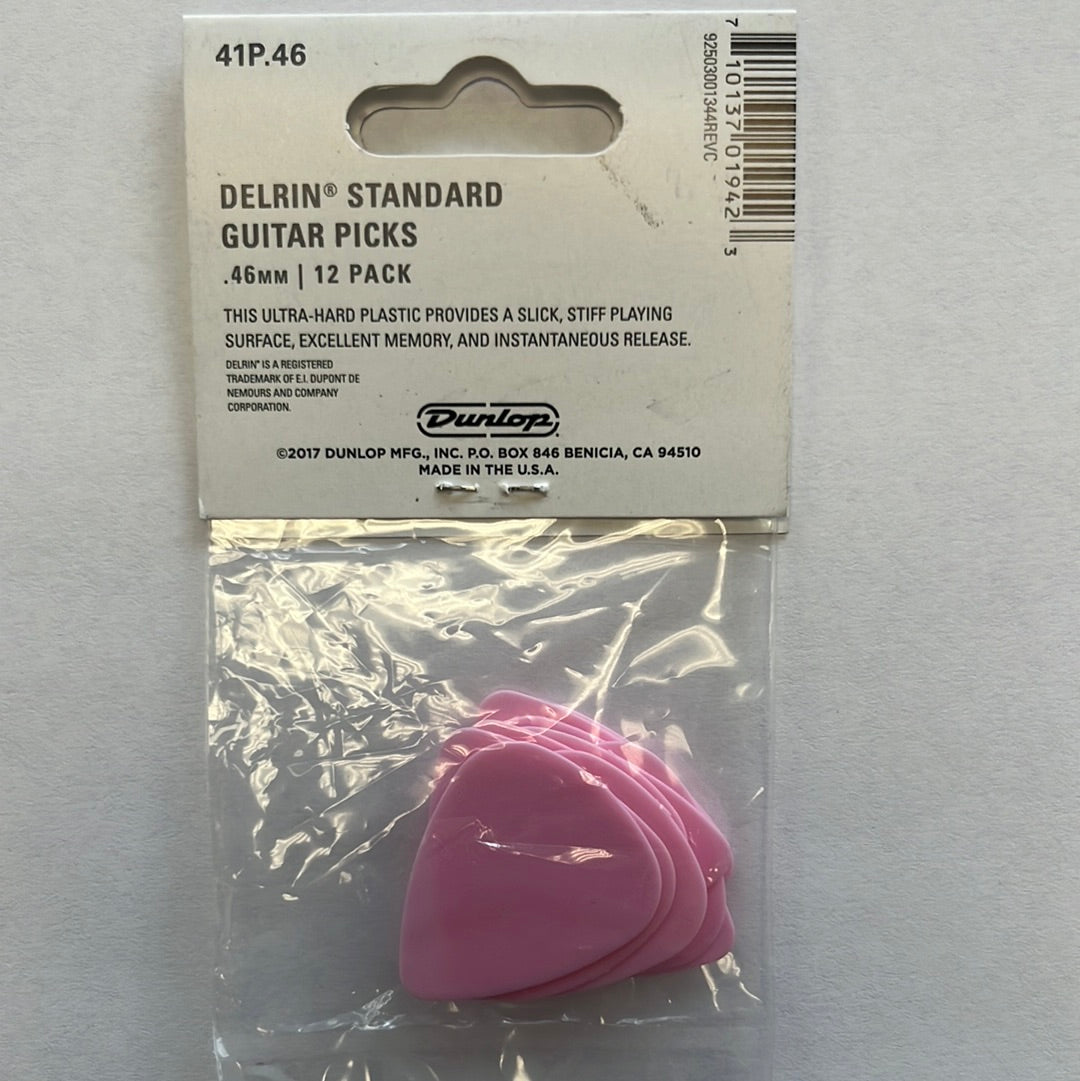 41P.46
7 10137 01942 3
92503001344REVC
DELRIN® STANDARD
GUITAR PICKS
.46MM | 12 PACK
THIS ULTRA-HARD PLASTIC PROVIDES A SLICK, STIFF PLAYING
SURFACE, EXCELLENT MEMORY, AND INSTANTANEOUS RELEASE.
DELRIN® IS A REGISTERED
TRADEMARK OF E.I. DUPONT DE
NEMOURS AND COMPANY
CORPORATION.
Dunlop
©2017 DUNLOP MFG., INC. P.O. BOX 846 BENICIA, CA 94510
MADE IN THE U.S.A.